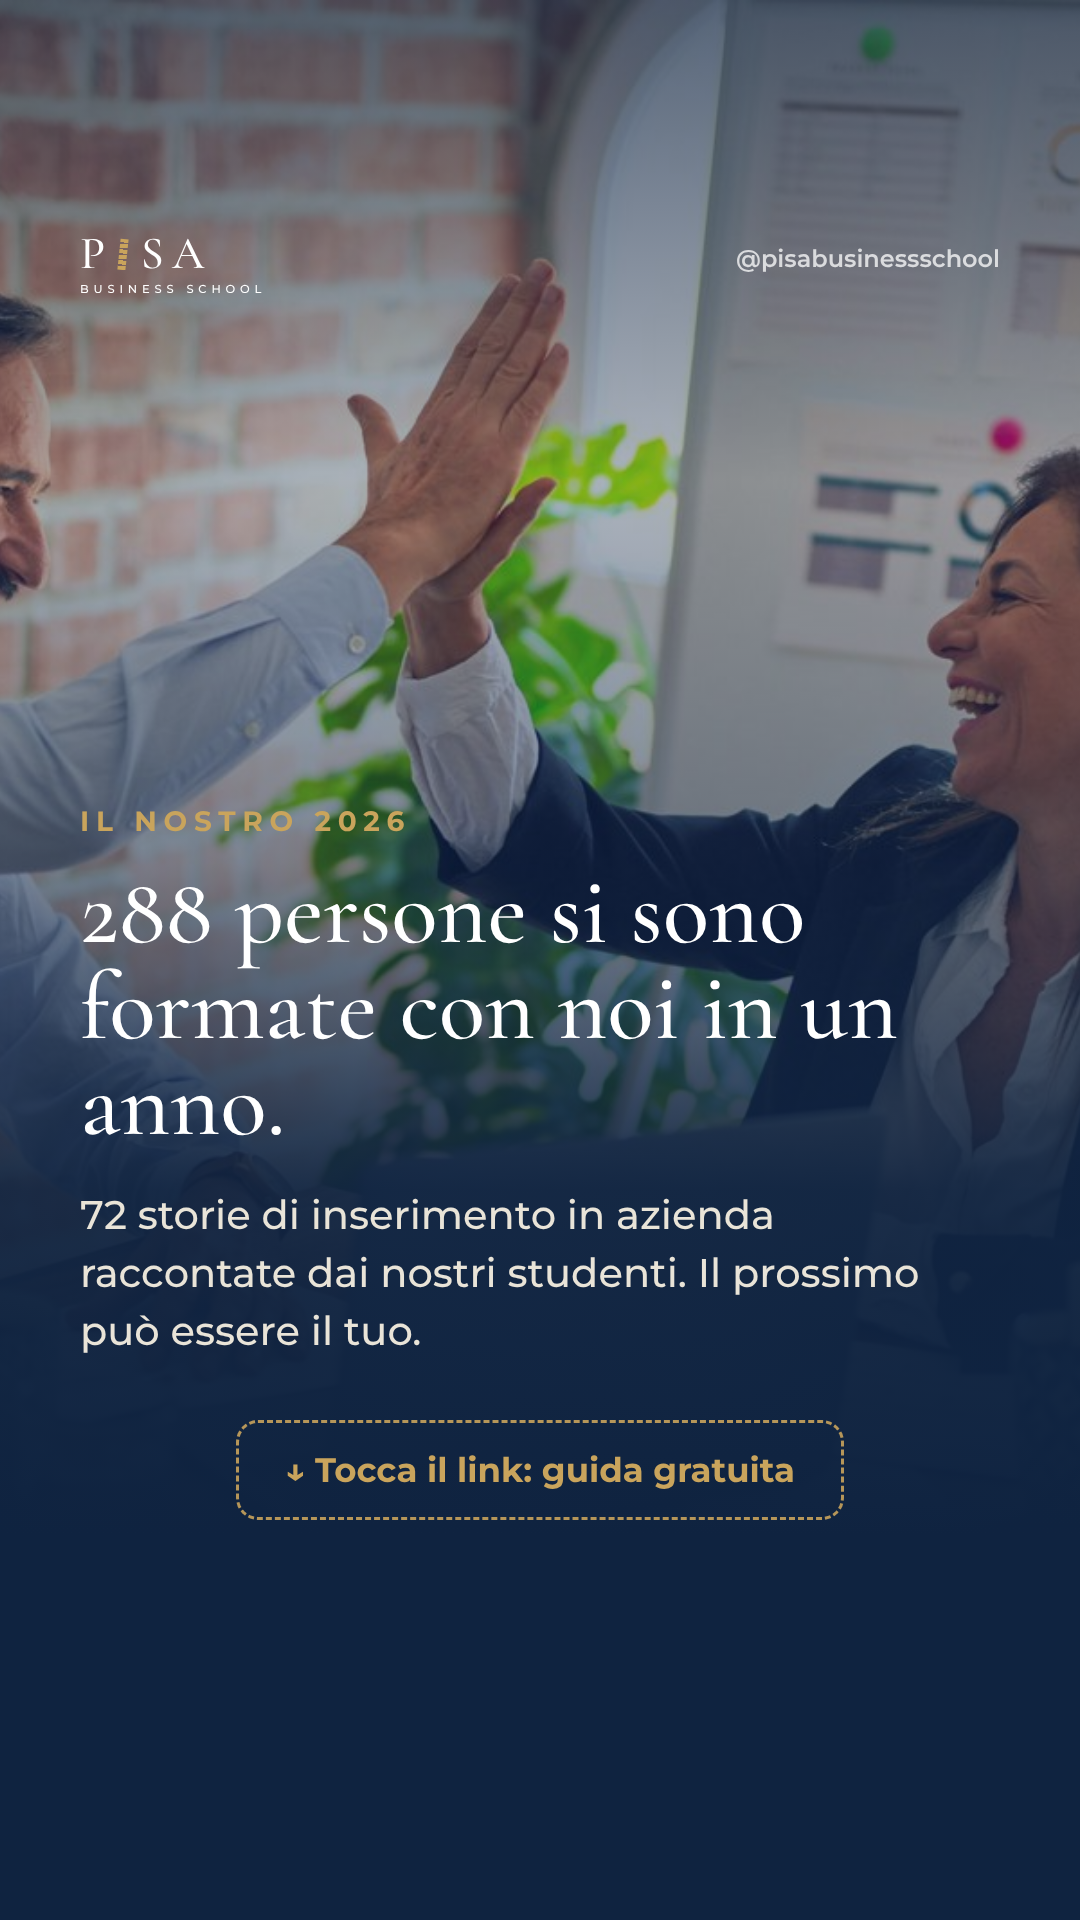 PISA
BUSINESS SCHOOL
@pisabusinessschool
IL NOSTRO 2026
288 persone si sono
formate con noi in un
anno.
72 storie di inserimento in azienda
raccontate dai nostri studenti. Il prossimo
può essere il tuo.
↓ Tocca il link: guida gratuita